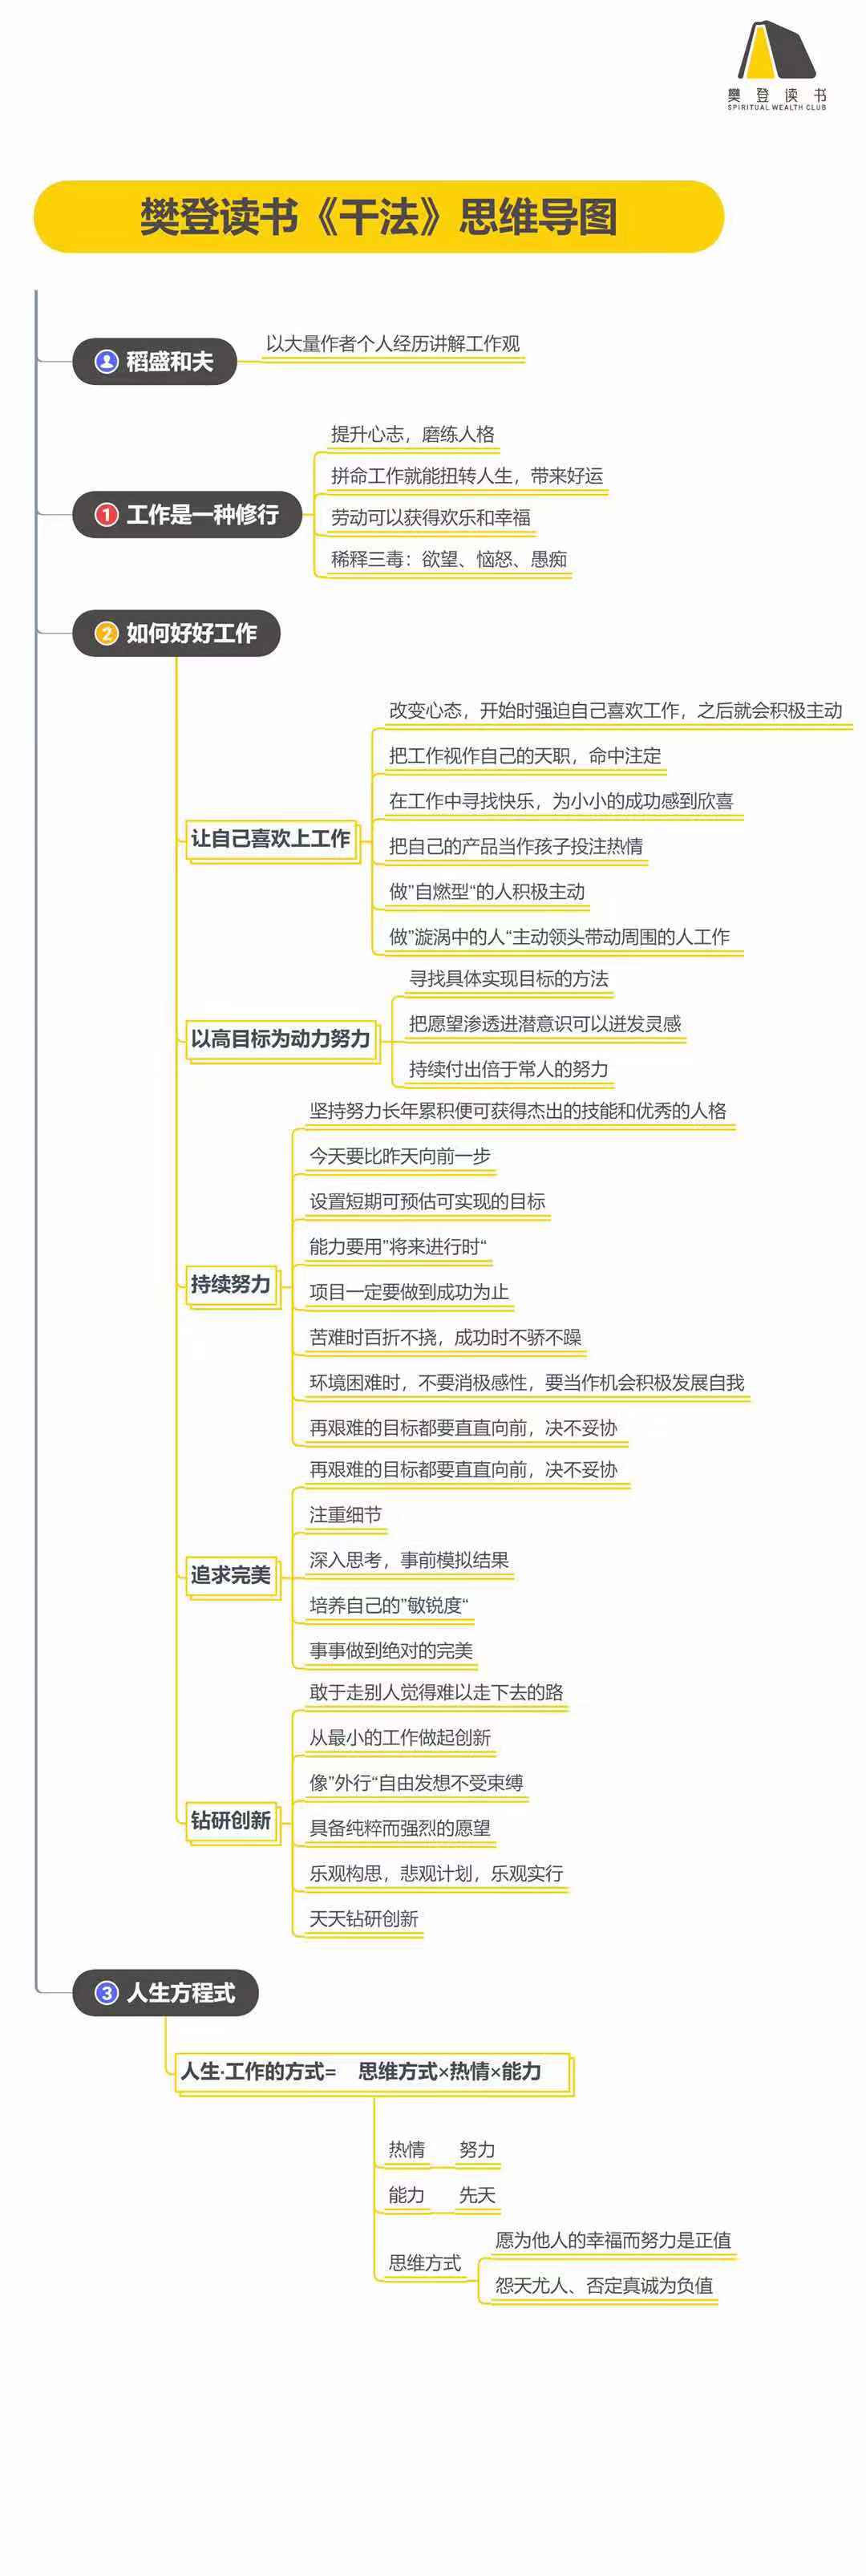 樊登读书
SPIRITUAL WEALTH CLUB
樊登读书《干法》思维导图
稻盛和夫
以大量作者个人经历讲解工作观
1 工作是一种修行
提升心志，磨练人格
拼命工作就能扭转人生，带来好运
劳动可以获得欢乐和幸福
稀释三毒：欲望、恼怒、愚痴
2 如何好好工作
让自己喜欢上工作
改变心态，开始时强迫自己喜欢工作，之后就会积极主动
把工作视作自己的天职，命中注定
在工作中寻找快乐，为小小的成功感到欣喜
把自己的产品当作孩子投注热情
做”自燃型“的人积极主动
做”漩涡中的人“主动领头带动周围的人工作
以高目标为动力努力
寻找具体实现目标的方法
把愿望渗透进潜意识可以迸发灵感
持续付出倍于常人的努力
持续努力
坚持努力长年累积便可获得杰出的技能和优秀的人格
今天要比昨天向前一步
设置短期可预估可实现的目标
能力要用”将来进行时“
项目一定要做到成功为止
苦难时百折不挠，成功时不骄不躁
环境困难时，不要消极感性，要当作机会积极发展自我
再艰难的目标都要直直向前，决不妥协
追求完美
再艰难的目标都要直直向前，决不妥协
注重细节
深入思考，事前模拟结果
培养自己的”敏锐度“
事事做到绝对的完美
钻研创新
敢于走别人觉得难以走下去的路
从最小的工作做起创新
像”外行“自由发想不受束缚
具备纯粹而强烈的愿望
乐观构思，悲观计划，乐观实行
天天钻研创新
3 人生方程式
人生·工作的方式= 思维方式×热情×能力
热情 努力
能力 先天
思维方式
愿为他人的幸福而努力是正值
怨天尤人、否定真诚为负值